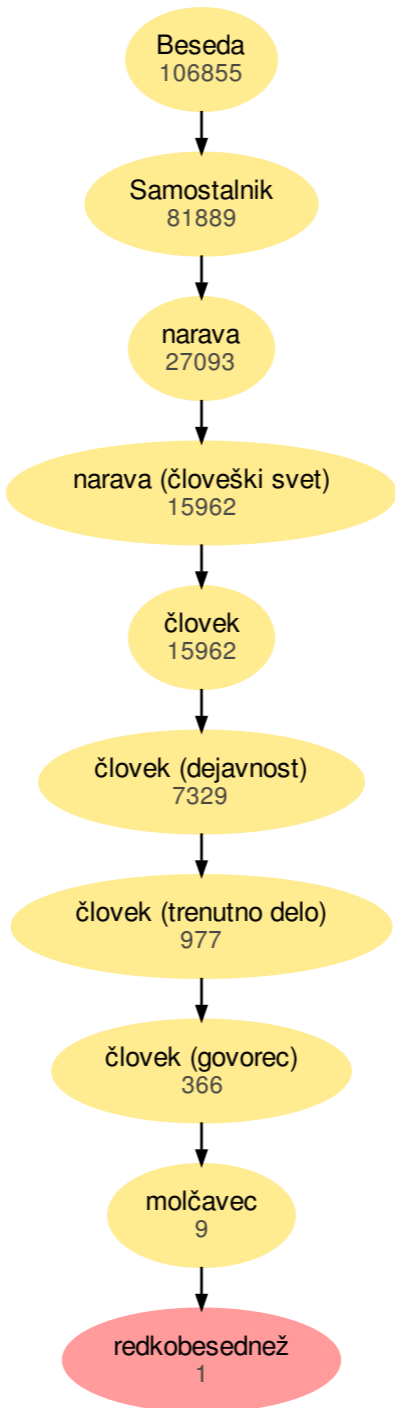 Beseda
106855
Samostalnik
81889
narava
27093
narava (človeški svet)
15962
človek
15962
človek (dejavnost)
7329
človek (trenutno delo)
977
človek (govorec)
366
molčavec
9
redkobesednež
1